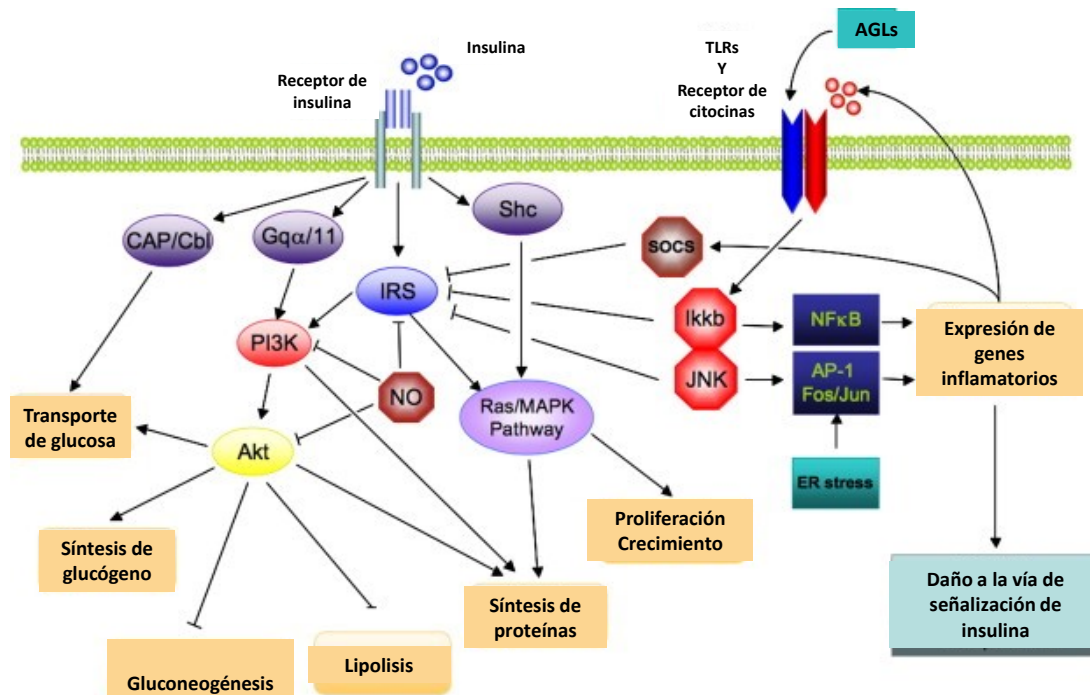 AGLs
Insulina
TLRs
Y
Receptor de
citocinas
Receptor de
insulina
Shc
CAP/Cbl
Gqα/11
SOCS
IRS
Ikkb
NFκB
Expresión de
genes
inflamatorios
PI3K
JNK
AP-1
Fos/Jun
NO
Ras/MAPK
Pathway
Transporte
de glucosa
Akt
ER stress
Proliferación
Crecimiento
Síntesis de
glucógeno
Síntesis de
proteínas
Daño a la vía de
señalización de
insulina
Lipolisis
Gluconeogénesis